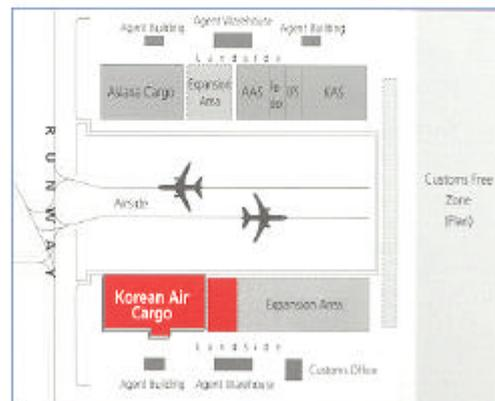 Agent Warehouse
Agent Building
Agent Building
Landside
Asiana Cargo
Expansion
Area
AAS
KAS
RUNWAY
Airside
Customs Free
Zone
(Plan)
Korean Air
Cargo
Expansion Area
Landside
Customs Office
Agent Building
Agent Warehouse